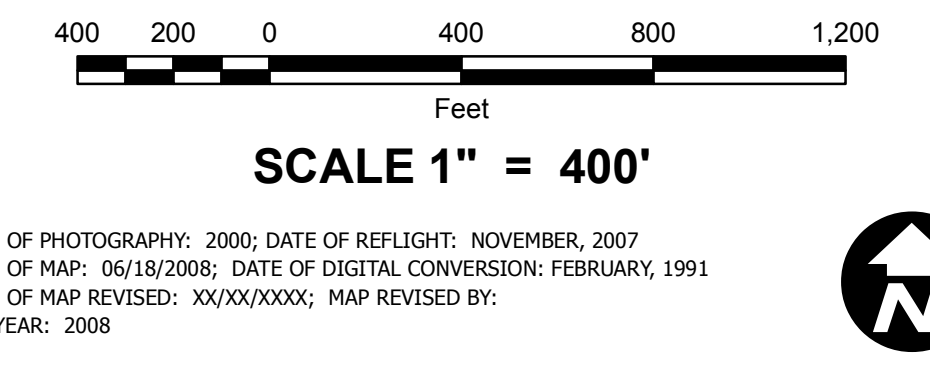 400 200 0 400 800 1,200
Feet
SCALE 1" = 400'
OF PHOTOGRAPHY: 2000; DATE OF REFLIGHT: NOVEMBER, 2007
OF MAP: 06/18/2008; DATE OF DIGITAL CONVERSION: FEBRUARY, 1991
OF MAP REVISED: XX/XX/XXXX; MAP REVISED BY:
YEAR: 2008
N